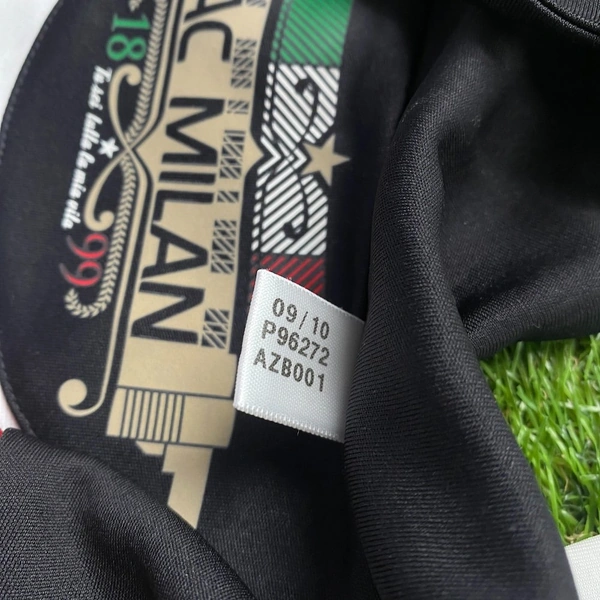 AC MILAN
18
99
Tu sei tutta la mia vita
09/10
P96272
AZB001